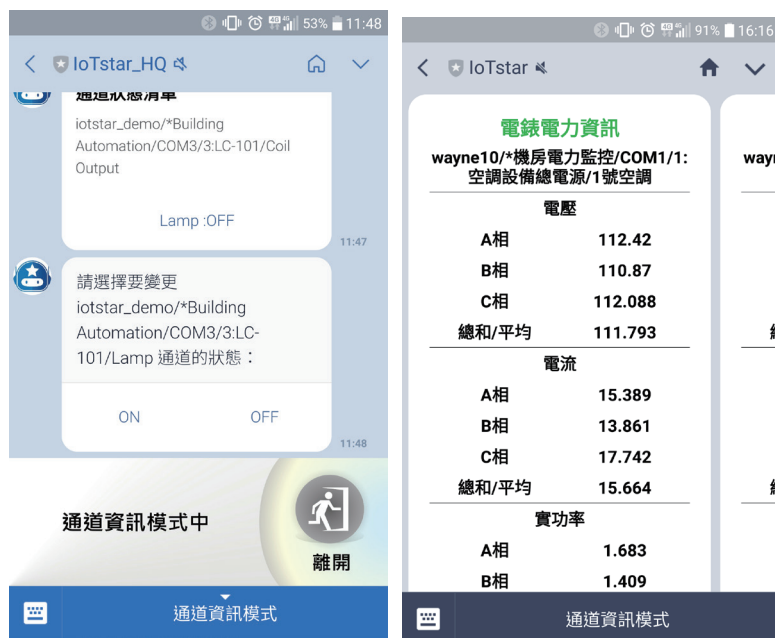 53% 11:48
IoTstar_HQ
通道狀態清單
iotstar_demo/*Building
Automation/COM3/3:LC-101/Coil
Output
Lamp :OFF
11:47
請選擇要變更
iotstar_demo/*Building
Automation/COM3/3:LC-
101/Lamp 通道的狀態：
ON OFF
11:48
通道資訊模式中
離開
通道資訊模式
91% 16:16
IoTstar
電錶電力資訊
wayne10/*機房電力監控/COM1/1:
空調設備總電源/1號空調
電壓
A相 112.42
B相 110.87
C相 112.088
總和/平均 111.793
電流
A相 15.389
B相 13.861
C相 17.742
總和/平均 15.664
實功率
A相 1.683
B相 1.409
通道資訊模式